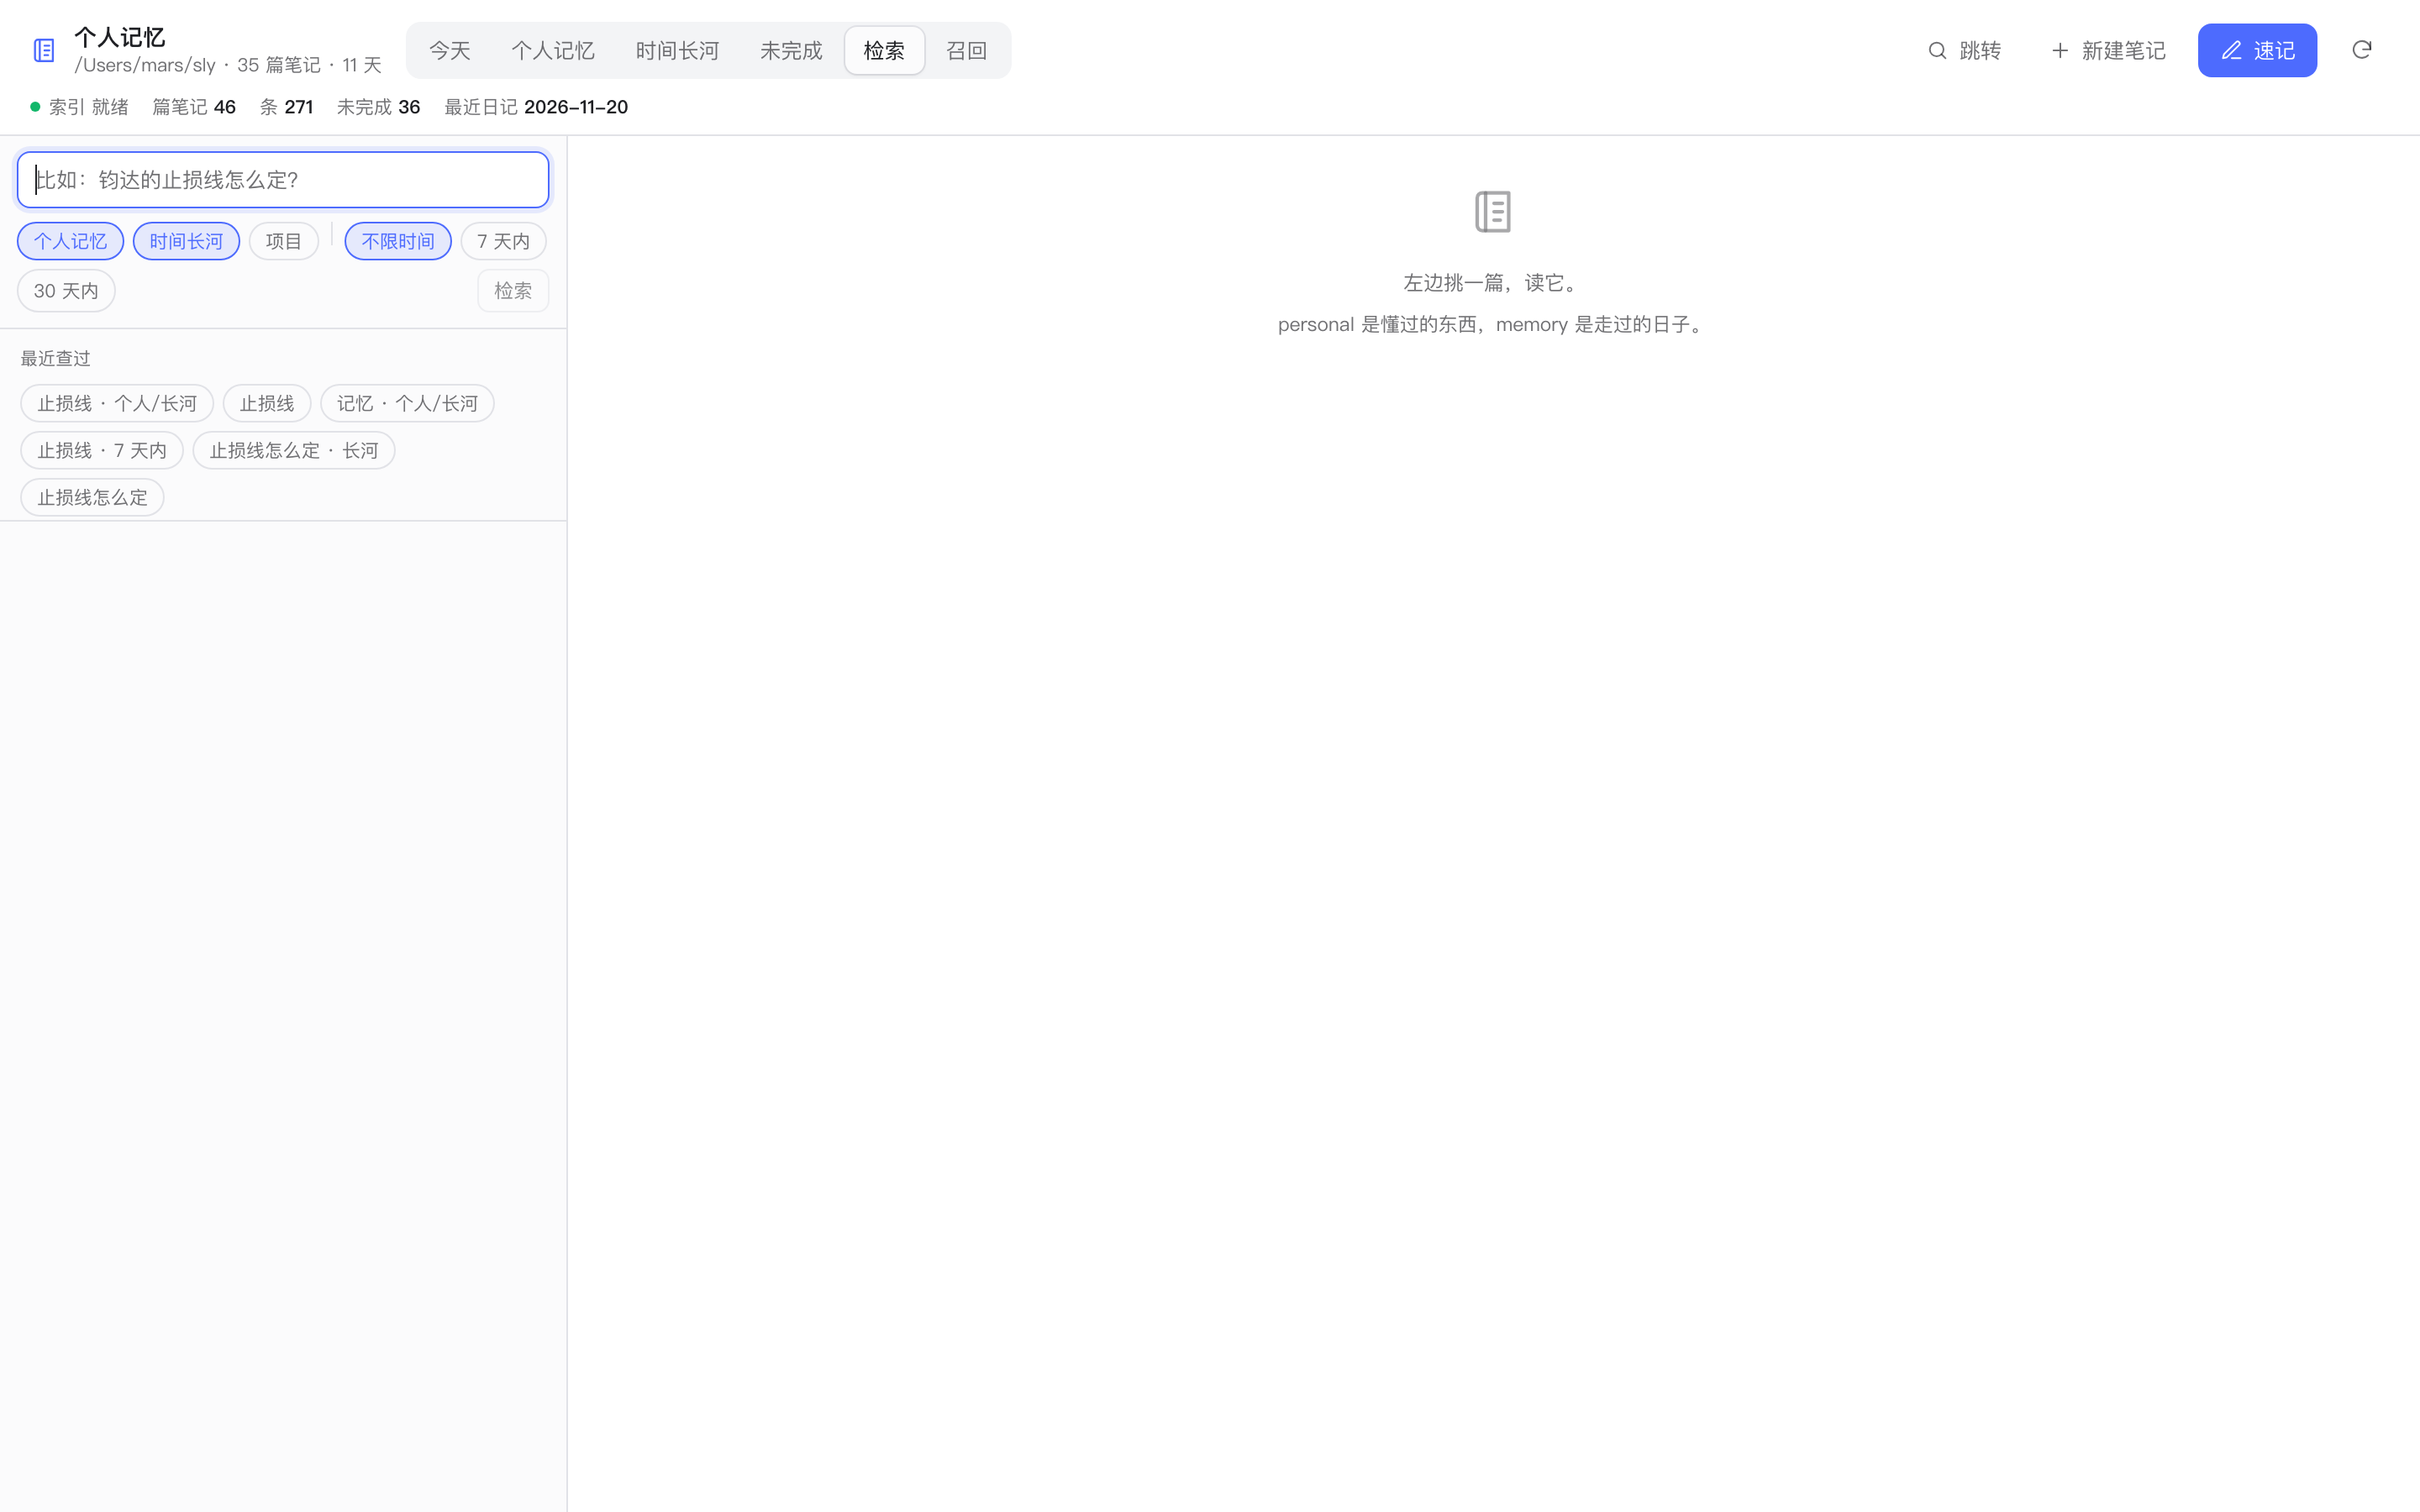 个人记忆
/Users/mars/sly · 35 篇笔记 · 11 天
今天 个人记忆 时间长河 未完成 检索 召回
跳转 新建笔记 速记
索引 就绪 篇笔记 46 条 271 未完成 36 最近日记 2026-11-20
比如：钧达的止损线怎么定？
个人记忆 时间长河 项目 不限时间 7 天内
30 天内 检索
最近查过
止损线 · 个人/长河 止损线 记忆 · 个人/长河
止损线 · 7 天内 止损线怎么定 · 长河
止损线怎么定
左边挑一篇，读它。
personal 是懂过的东西，memory 是走过的日子。